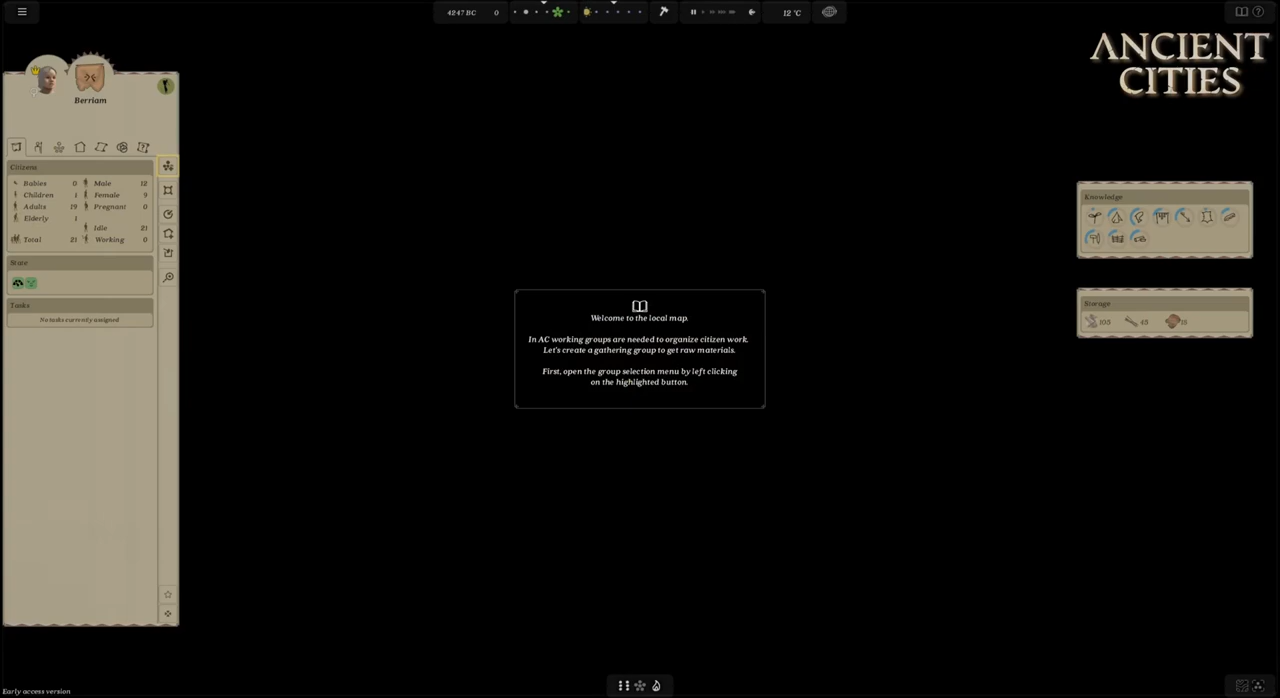 4247 BC 0
12 °C
ANCIENT
CITIES
Berriam
Citizens
Babies 0 Male 12
Children 1 Female 9
Adults 19 Pregnant 0
Elderly 1
Idle 21
Total 21 Working 0
State
Tasks
No tasks currently assigned
Knowledge
Storage
105 45 15
Welcome to the local map.
In AC working groups are needed to organize citizen work.
Let's create a gathering group to get raw materials.
First, open the group selection menu by left clicking
on the highlighted button.
Early access version